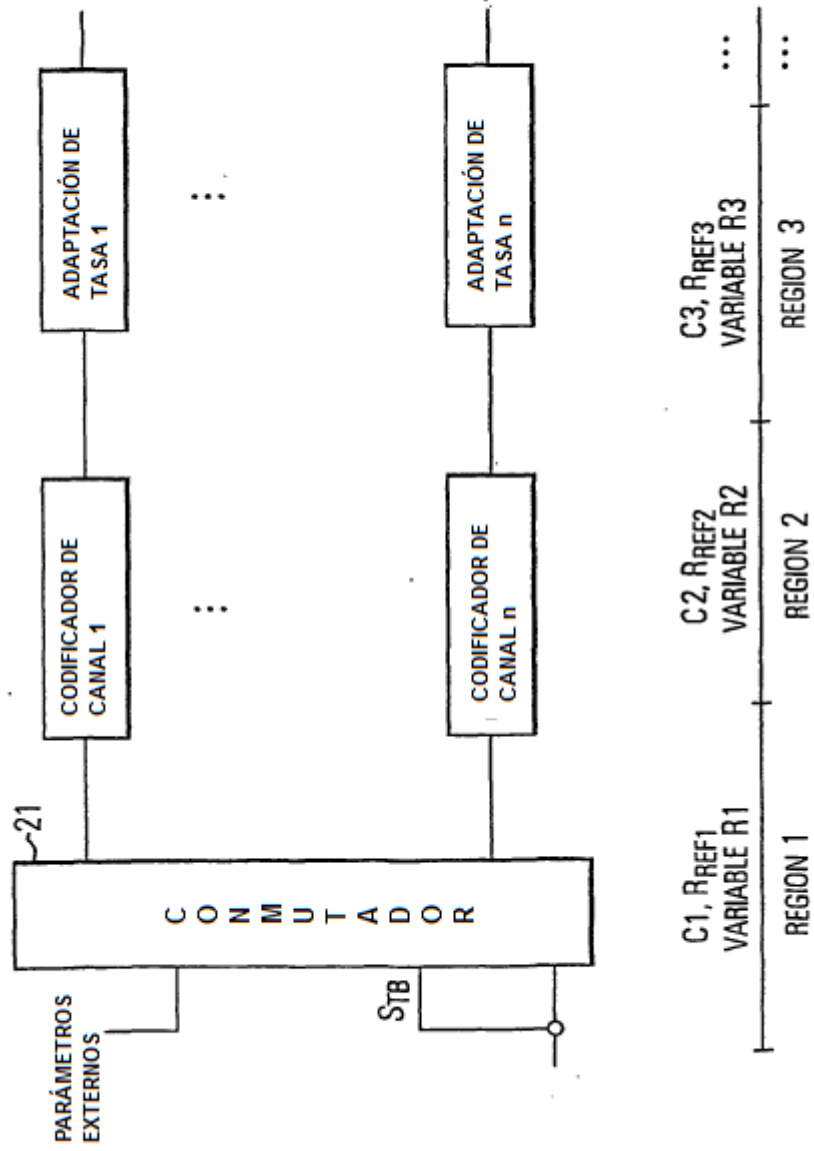 PARÁMETROS
EXTERNOS
STB
21
CONMUTADOR
CODIFICADOR DE
CANAL 1
ADAPTACIÓN DE
TASA 1
CODIFICADOR DE
CANAL n
ADAPTACIÓN DE
TASA n
C1, RREF1
VARIABLE R1
REGION 1
C2, RREF2
VARIABLE R2
REGION 2
C3, RREF3
VARIABLE R3
REGION 3
...
...